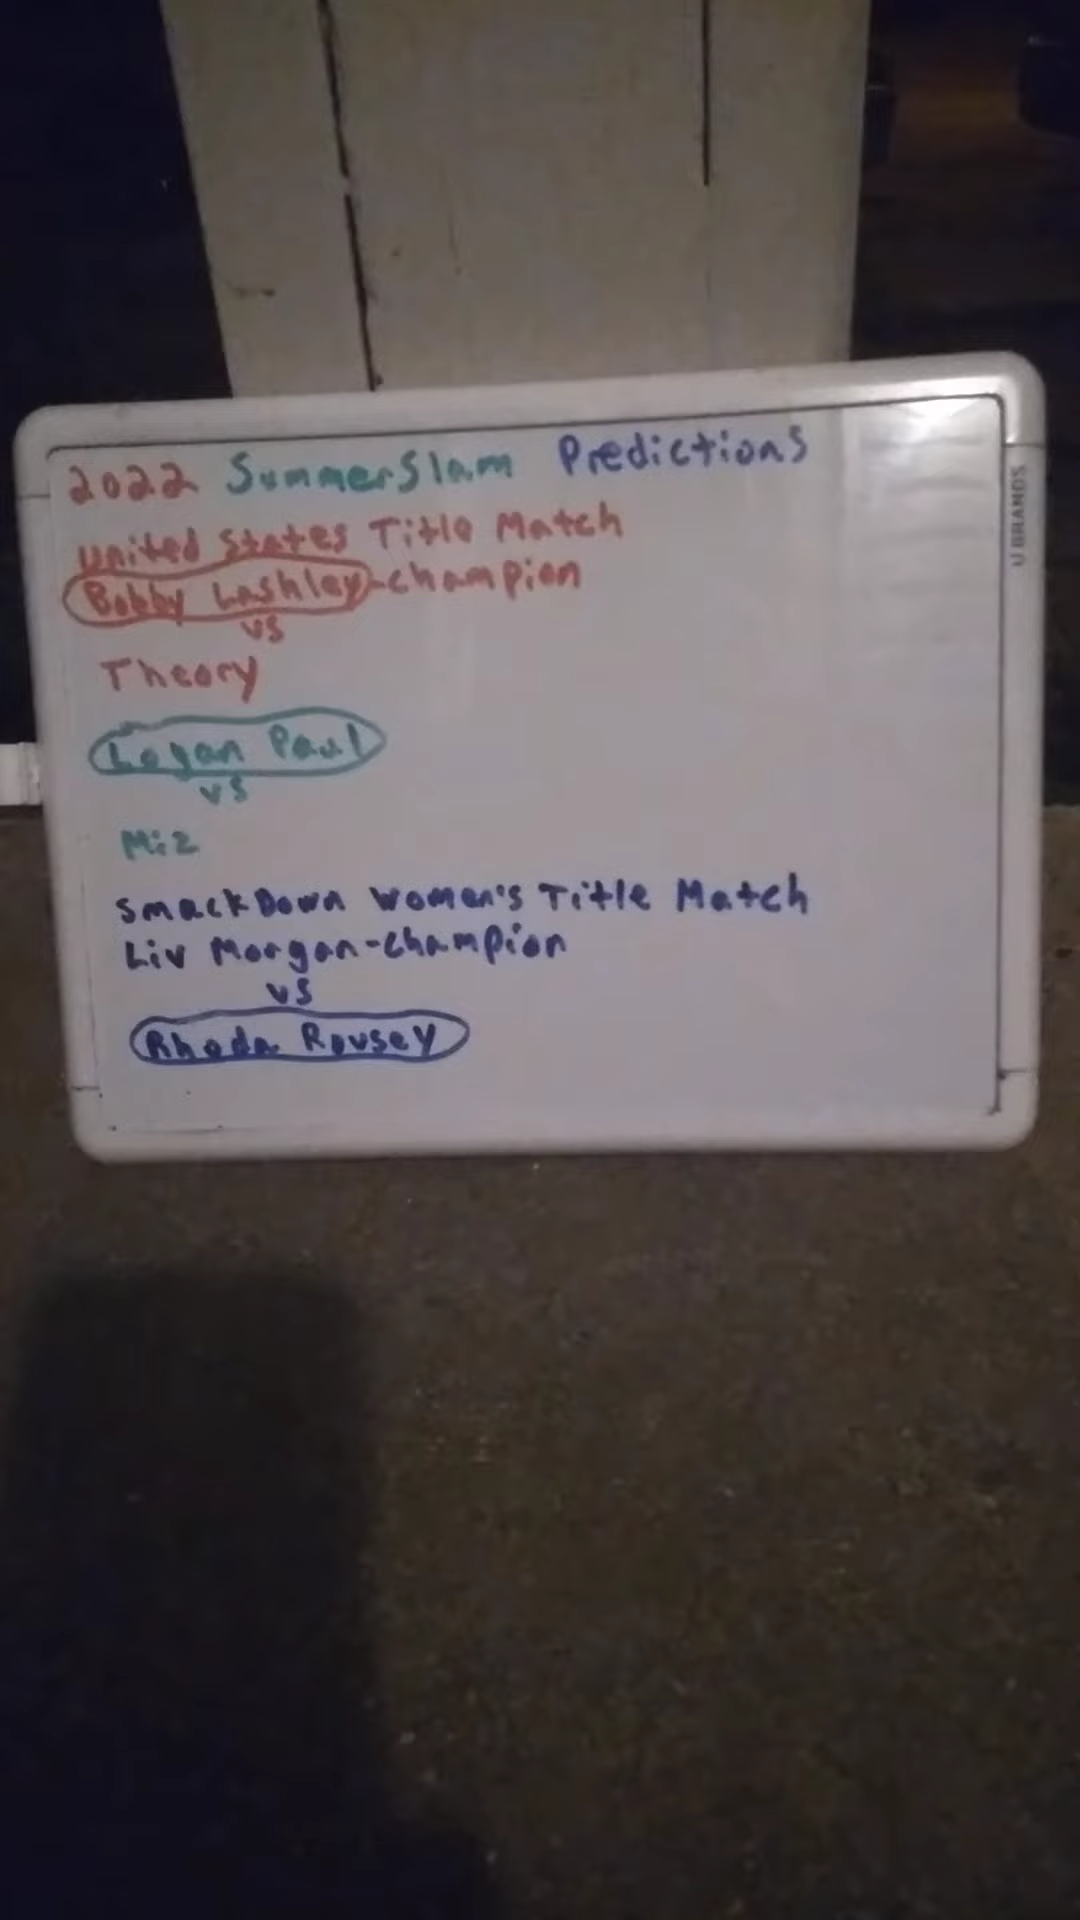 2022 SummerSlam Predictions
United States Title Match
Bobby Lashley-champion
vs
Theory
Logan Paul
vs
Miz
SmackDown Women's Title Match
Liv Morgan-champion
vs
Rhoda Rousey
U BRANDS